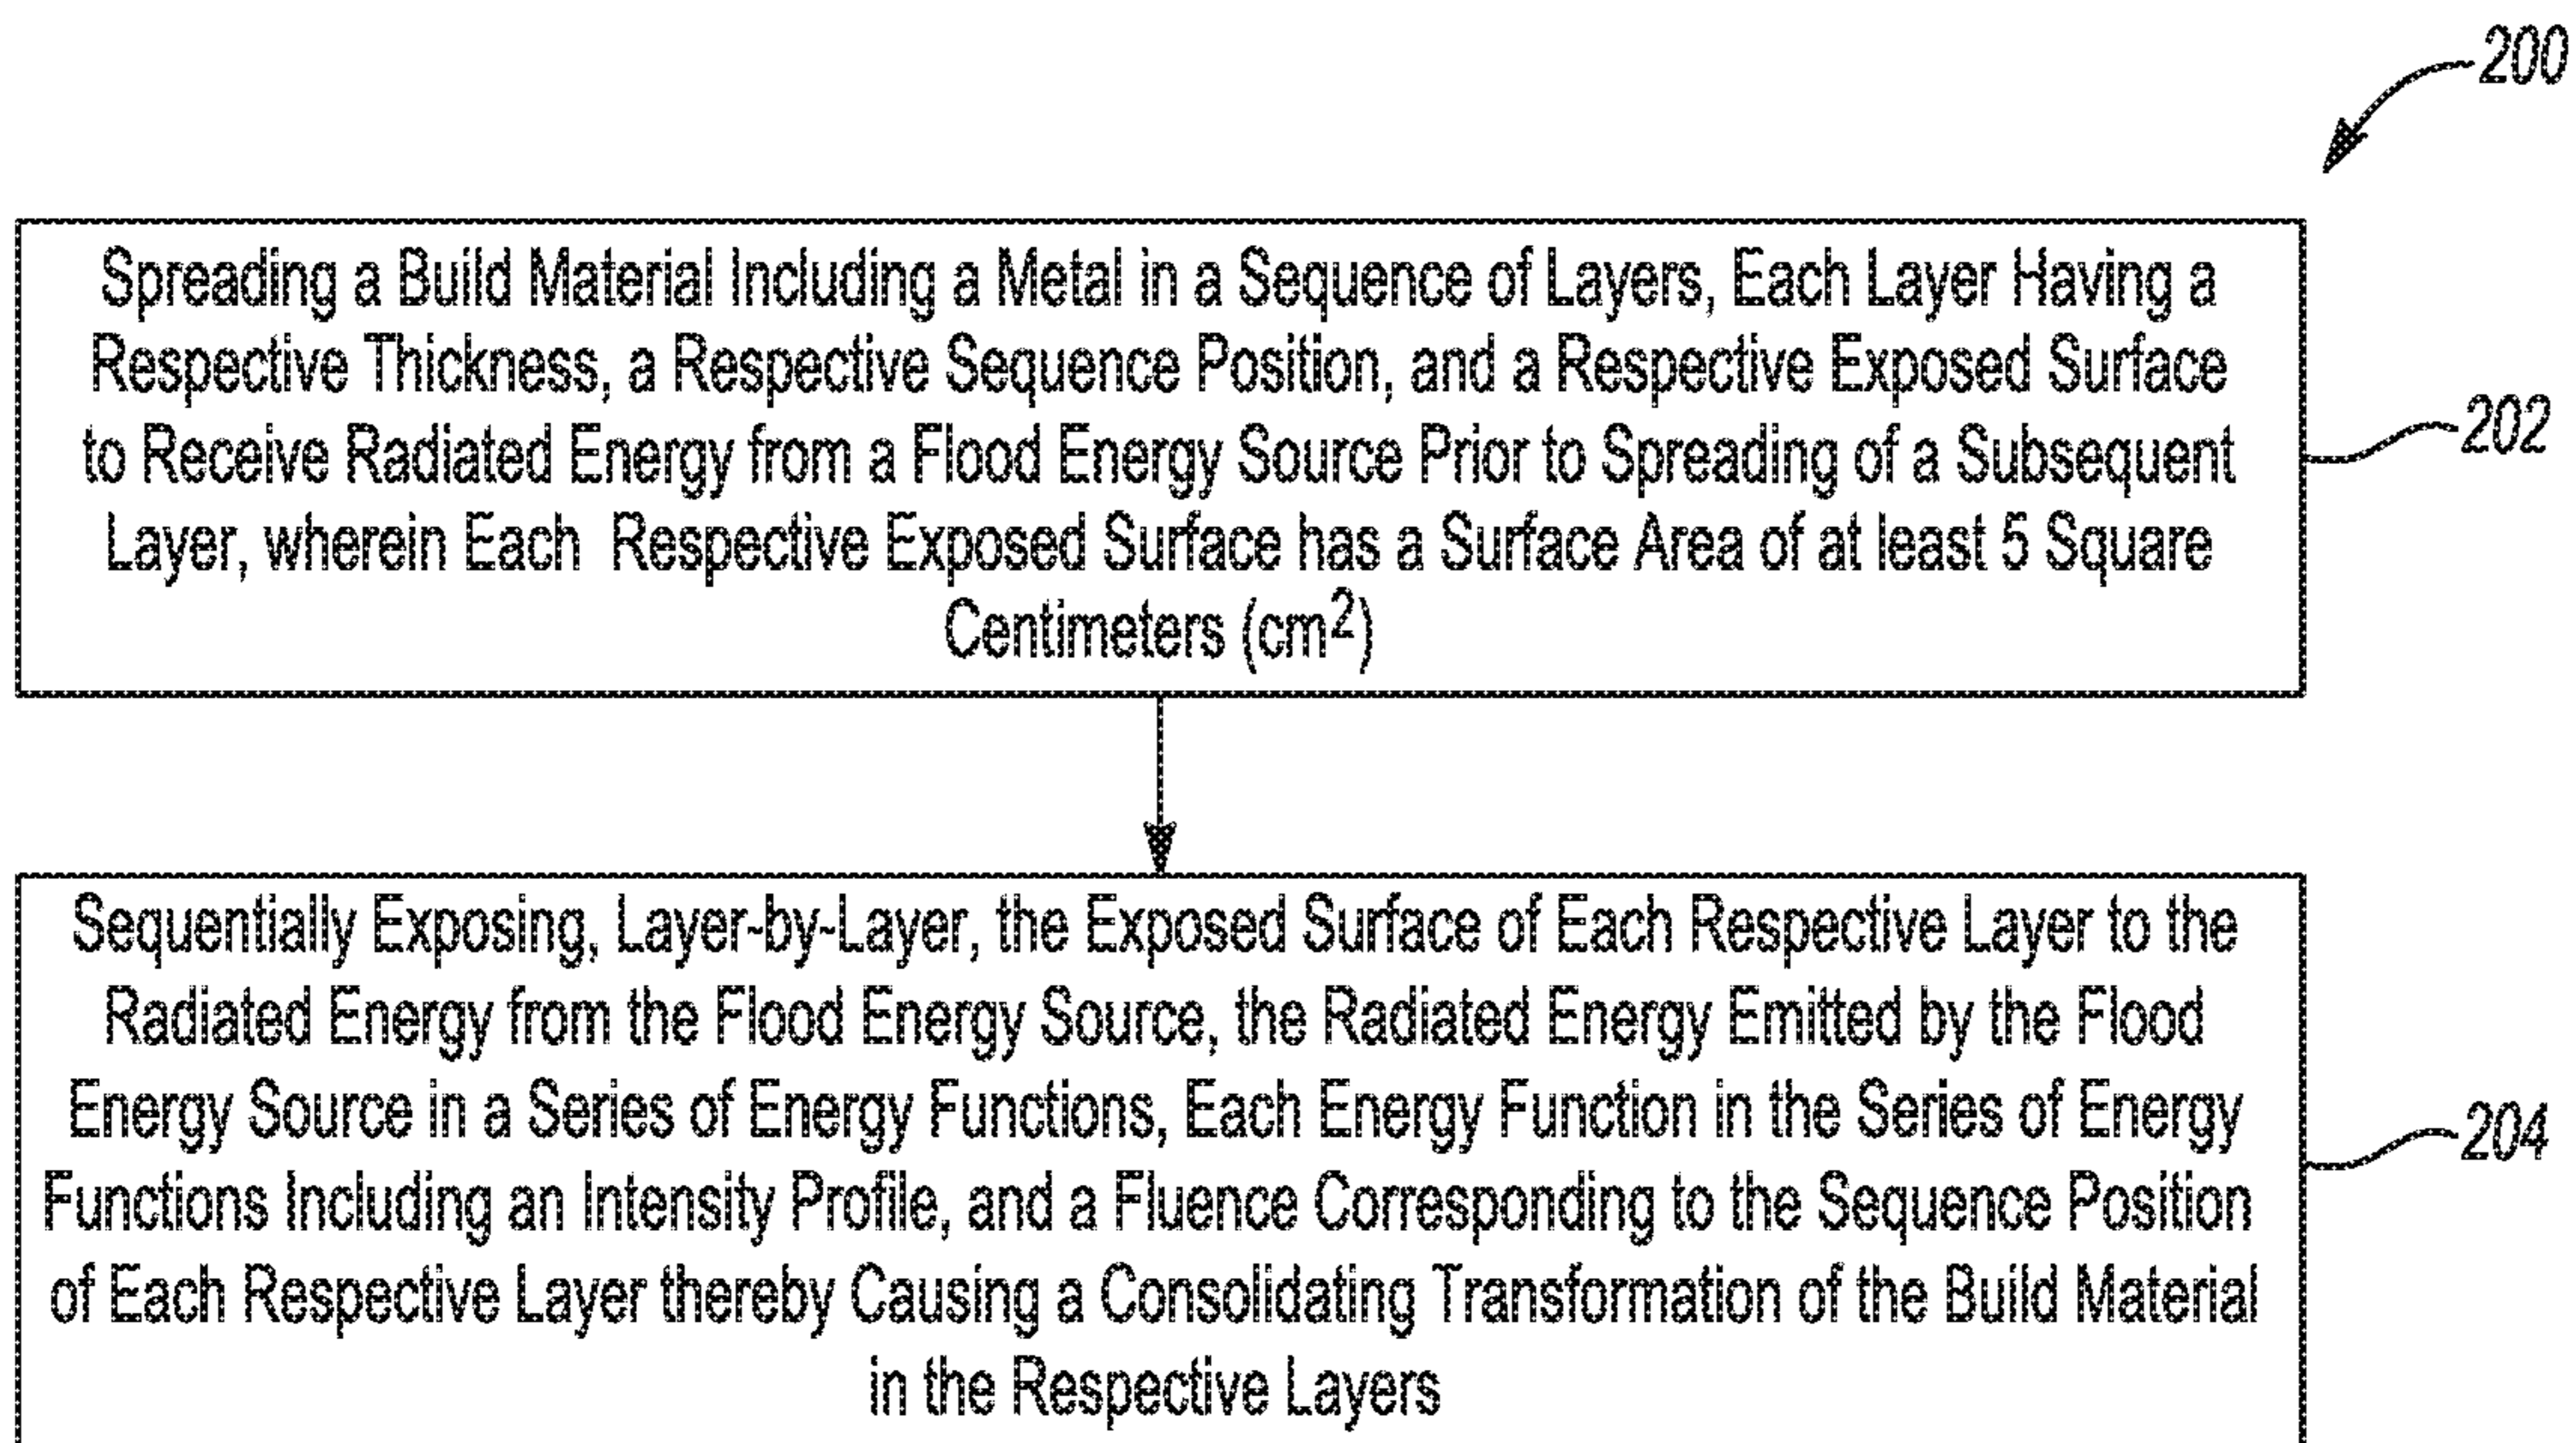 200
Spreading a Build Material Including a Metal in a Sequence of Layers, Each Layer Having a
Respective Thickness, a Respective Sequence Position, and a Respective Exposed Surface
to Receive Radiated Energy from a Flood Energy Source Prior to Spreading of a Subsequent
Layer, wherein Each Respective Exposed Surface has a Surface Area of at least 5 Square
Centimeters (cm²)
202
Sequentially Exposing, Layer-by-Layer, the Exposed Surface of Each Respective Layer to the
Radiated Energy from the Flood Energy Source, the Radiated Energy Emitted by the Flood
Energy Source in a Series of Energy Functions, Each Energy Function in the Series of Energy
Functions Including an Intensity Profile, and a Fluence Corresponding to the Sequence Position
of Each Respective Layer thereby Causing a Consolidating Transformation of the Build Material
in the Respective Layers
204